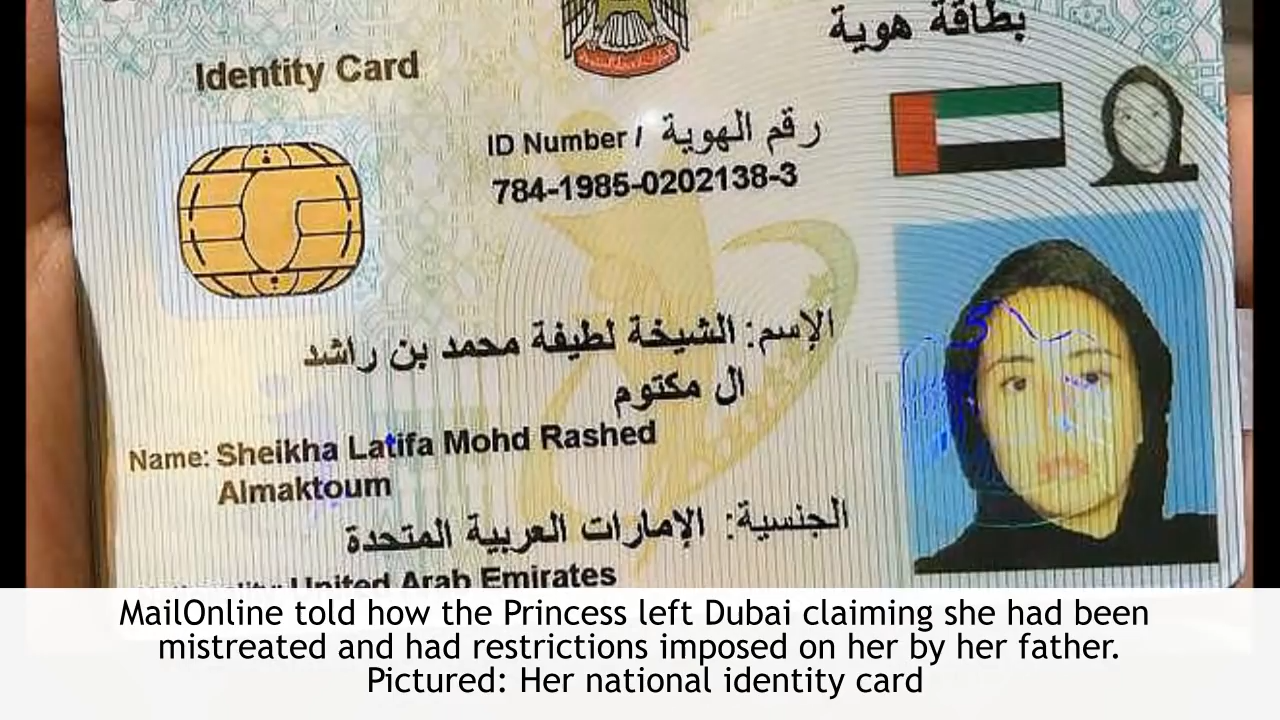 بطاقة هوية
Identity Card
ID Number / رقم الهوية
784-1985-0202138-3
الإسم: الشيخة لطيفة محمد بن راشد
ال مكتوم
Name: Sheikha Latifa Mohd Rashed
Almaktoum
الجنسية: الإمارات العربية المتحدة
United Arab Emirates
MailOnline told how the Princess left Dubai claiming she had been
mistreated and had restrictions imposed on her by her father.
Pictured: Her national identity card